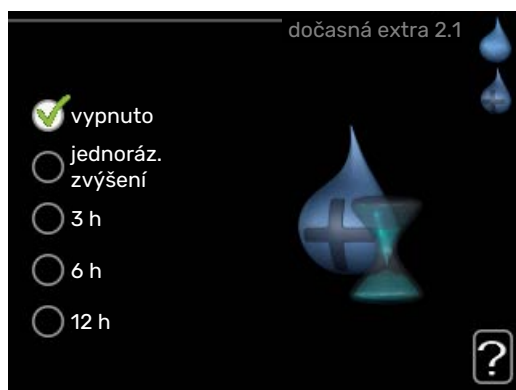 dočasná extra 2.1
vypnuto
jednoráz.
zvýšení
3 h
6 h
12 h
?